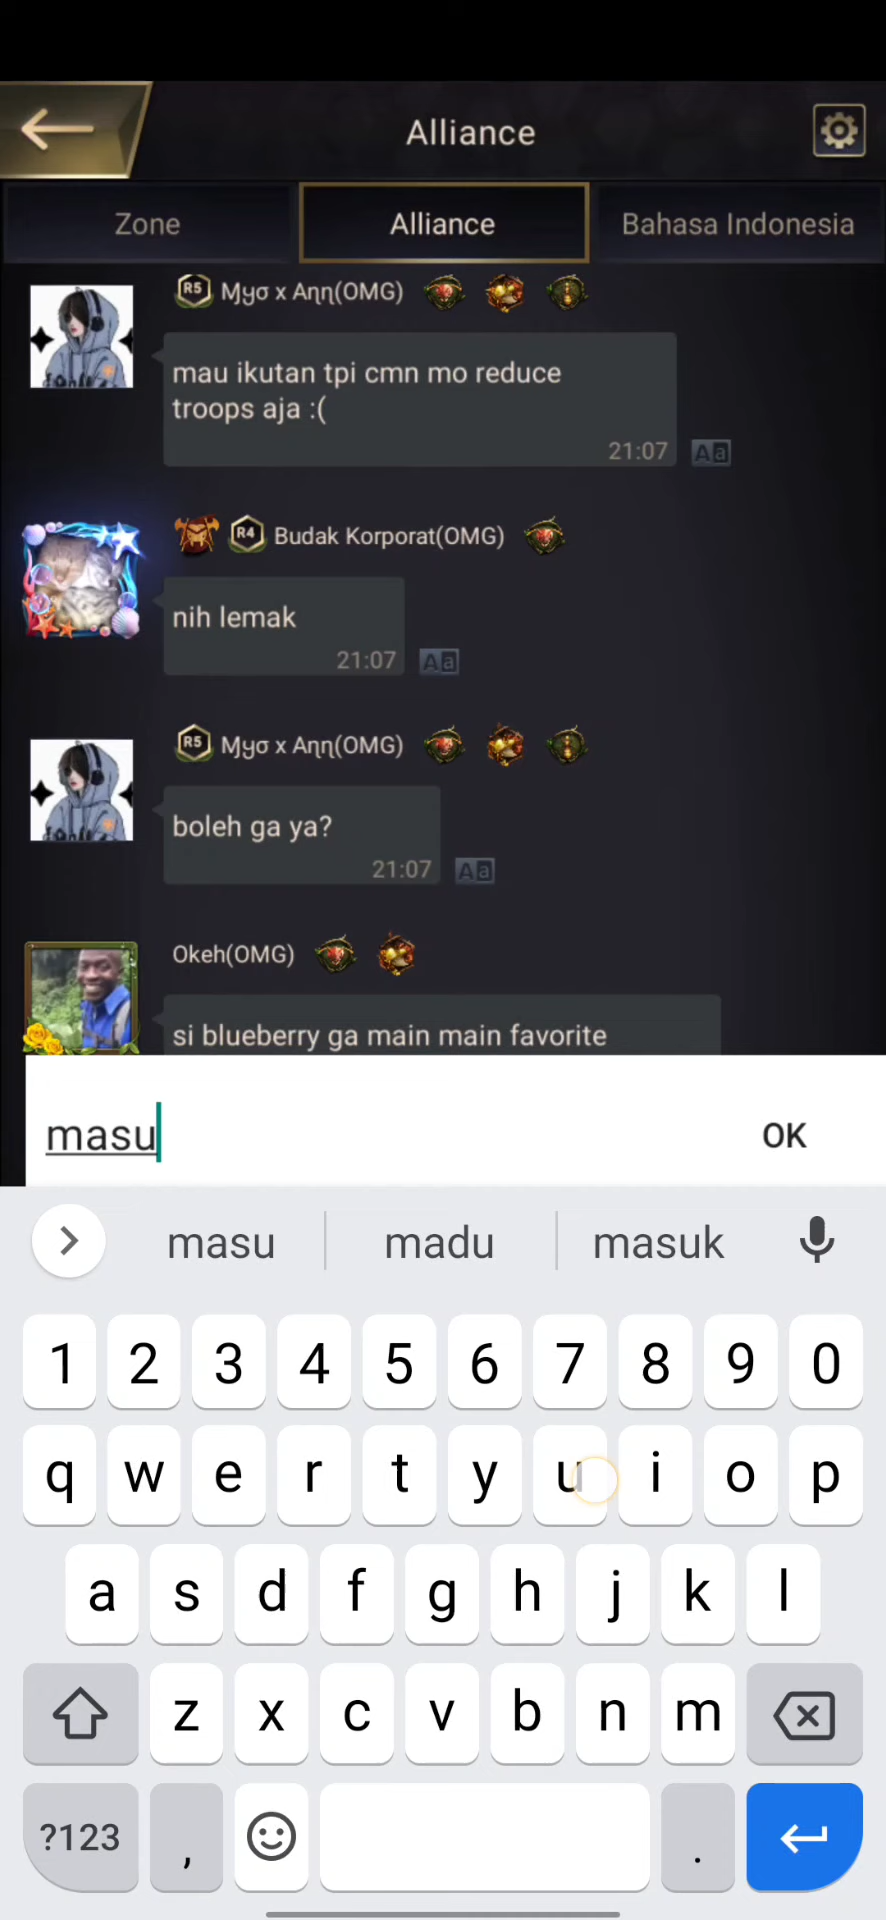 Alliance
Zone
Alliance
Bahasa Indonesia
R5 Ɱყσ x Aηη(OMG)
mau ikutan tpi cmn mo reduce
troops aja :(
21:07
Aa
R4 Budak Korporat(OMG)
nih lemak
21:07
Aa
R5 Ɱყσ x Aηη(OMG)
boleh ga ya?
21:07
Aa
Okeh(OMG)
si blueberry ga main main favorite
masu
OK
masu
madu
masuk
1 2 3 4 5 6 7 8 9 0
q w e r t y u i o p
a s d f g h j k l
z x c v b n m
?123 , .